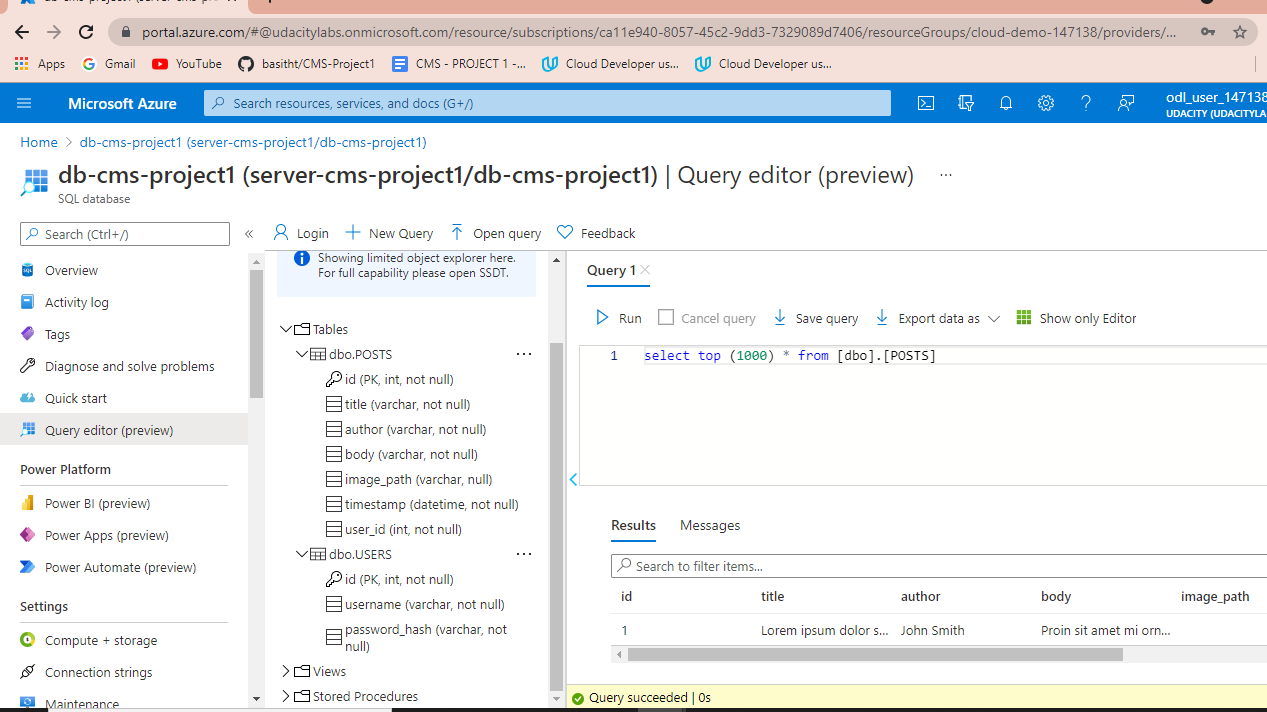 portal.azure.com/#@udacitylabs.onmicrosoft.com/resource/subscriptions/ca11e940-8057-45c2-9dd3-7329089d7406/resourceGroups/cloud-demo-147138/providers/...
Apps Gmail YouTube basitht/CMS-Project1 CMS - PROJECT 1 -... Cloud Developer us... Cloud Developer us...
Microsoft Azure Search resources, services, and docs (G+/) odl_user_147138
UDACITY (UDACITYLA
Home > db-cms-project1 (server-cms-project1/db-cms-project1)
db-cms-project1 (server-cms-project1/db-cms-project1) | Query editor (preview) ...
SQL database
Search (Ctrl+/) «
Login New Query Open query Feedback
Overview
Activity log
Tags
Diagnose and solve problems
Quick start
Query editor (preview)
Power Platform
Power BI (preview)
Power Apps (preview)
Power Automate (preview)
Settings
Compute + storage
Connection strings
Maintenance
Showing limited object explorer here.
For full capability please open SSDT.
Tables
dbo.POSTS ...
id (PK, int, not null)
title (varchar, not null)
author (varchar, not null)
body (varchar, not null)
image_path (varchar, null)
timestamp (datetime, not null)
user_id (int, not null)
dbo.USERS ...
id (PK, int, not null)
username (varchar, not null)
password_hash (varchar, not
null)
Views
Stored Procedures
Query 1
Run Cancel query Save query Export data as Show only Editor
1 select top (1000) * from [dbo].[POSTS]
Results Messages
Search to filter items...
id title author body image_path
1 Lorem ipsum dolor s... John Smith Proin sit amet mi orn...
Query succeeded | 0s